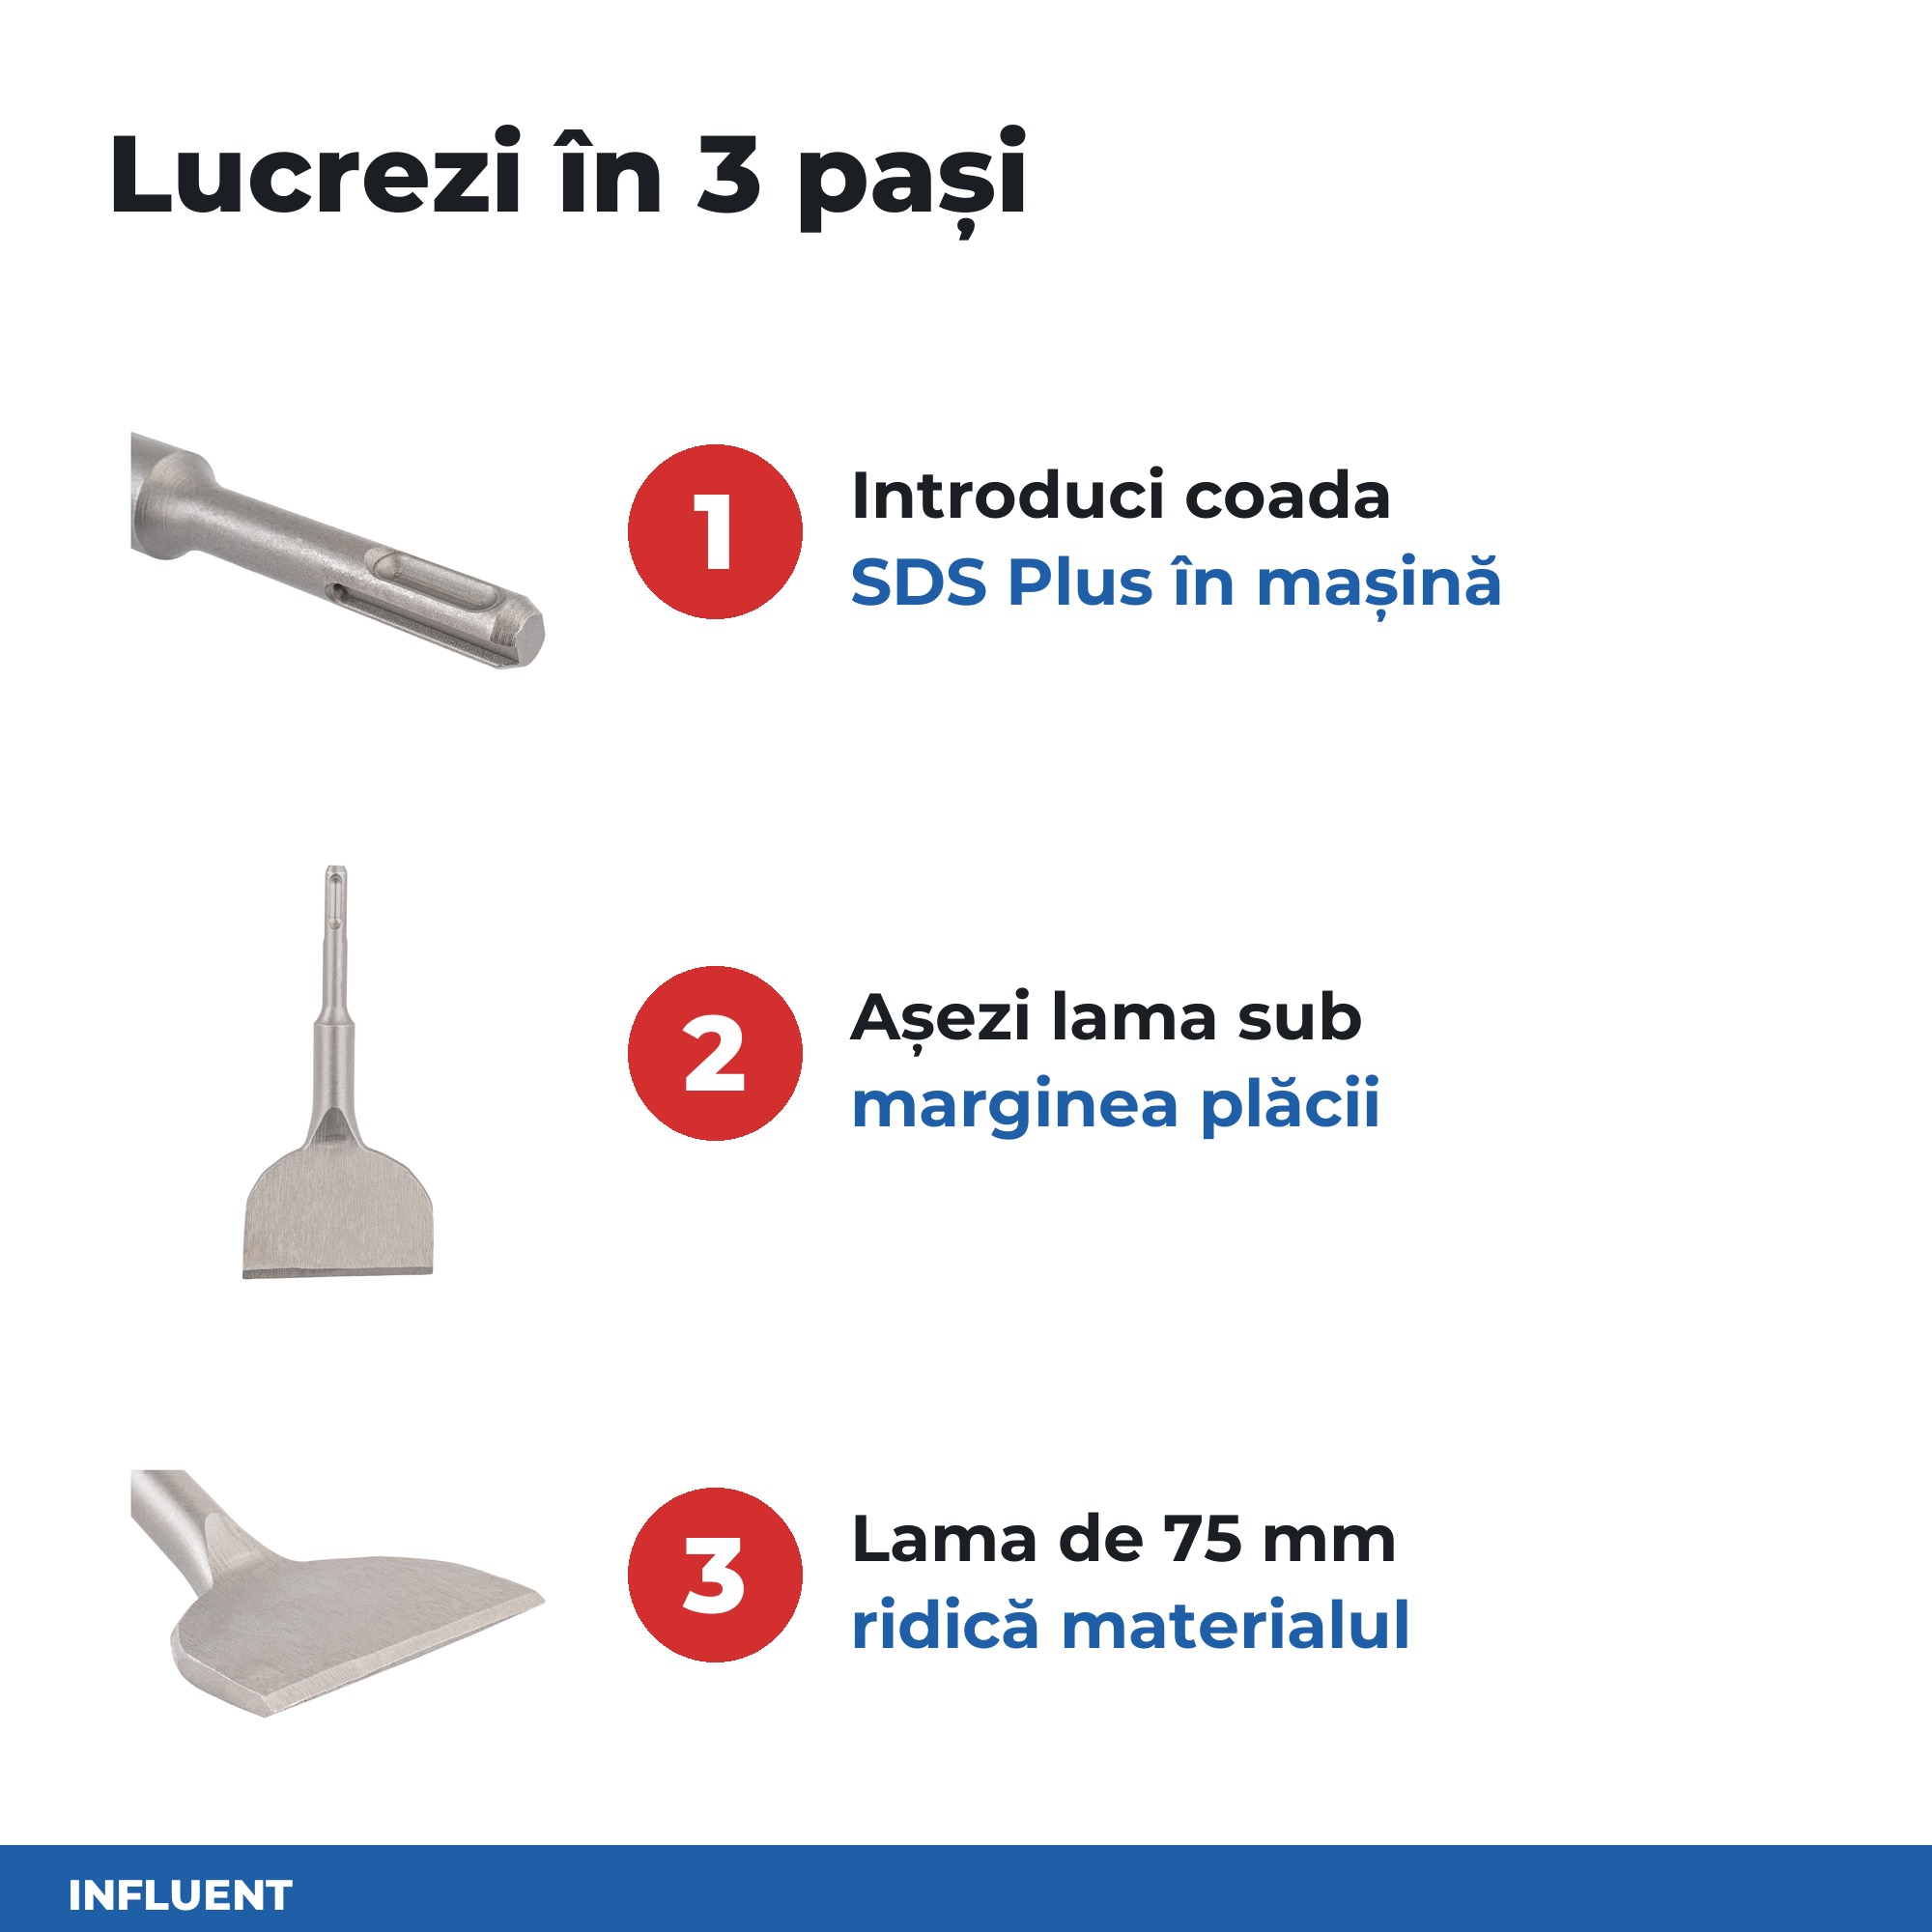 Lucrezi în 3 pași
1
Introduci coada
SDS Plus în mașină
2
Așezi lama sub
marginea plăcii
3
Lama de 75 mm
ridică materialul
INFLUENT